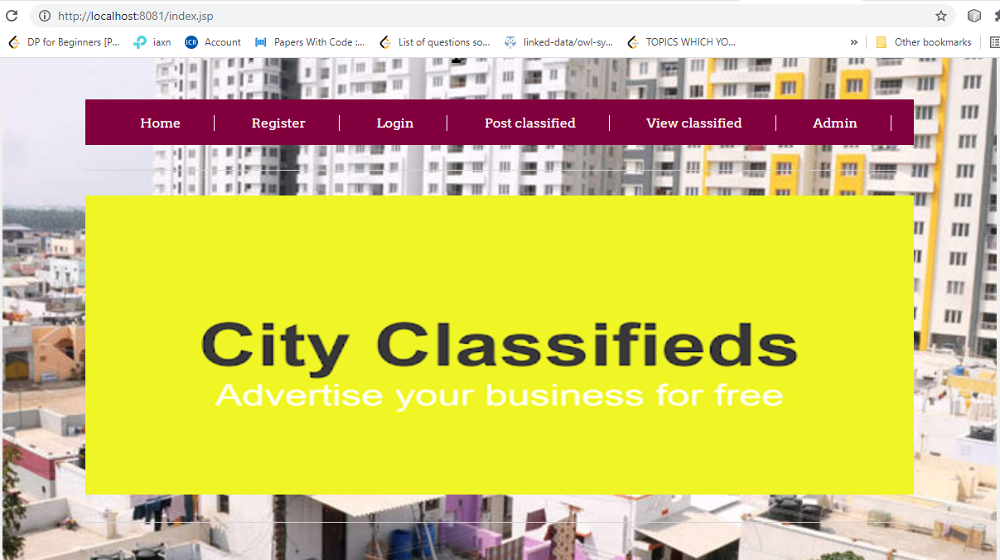 http://localhost:8081/index.jsp
DP for Beginners [P... iaxn ICR Account Papers With Code :... List of questions so... linked-data/owl-sy... TOPICS WHICH YO... » Other bookmarks
Home Register Login Post classified View classified Admin
City Classifieds
Advertise your business for free